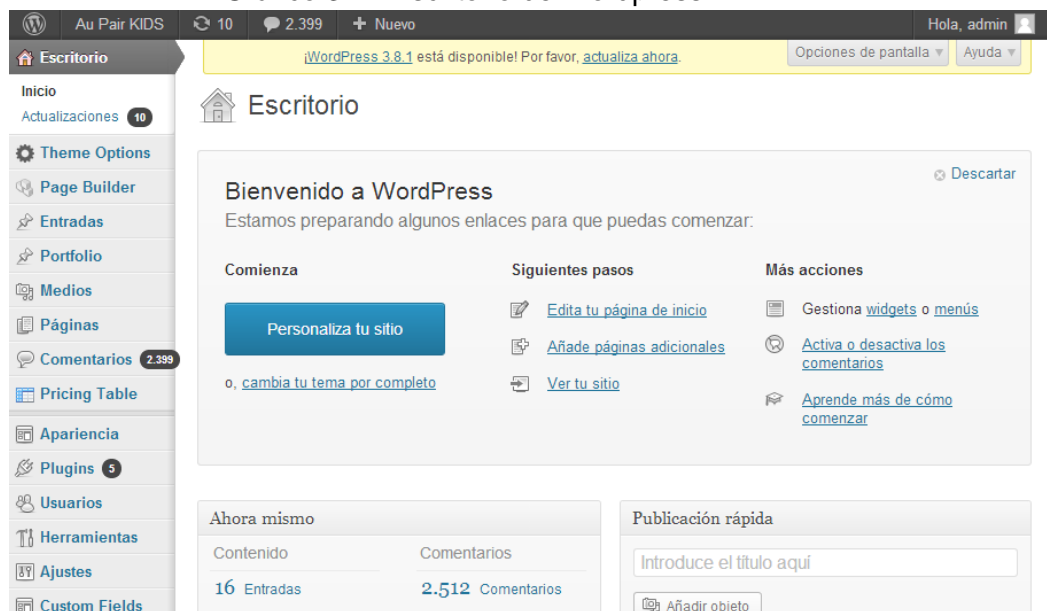 Au Pair KIDS 10 2.399 + Nuevo Hola, admin
¡WordPress 3.8.1 está disponible! Por favor, actualiza ahora.
Opciones de pantalla Ayuda
Escritorio
Inicio
Actualizaciones 10
Theme Options
Page Builder
Entradas
Portfolio
Medios
Páginas
Comentarios 2.399
Pricing Table
Apariencia
Plugins 5
Usuarios
Herramientas
Ajustes
Custom Fields
Escritorio
Descartar
Bienvenido a WordPress
Estamos preparando algunos enlaces para que puedas comenzar:
Comienza
Personaliza tu sitio
o, cambia tu tema por completo
Siguientes pasos
Edita tu página de inicio
Añade páginas adicionales
Ver tu sitio
Más acciones
Gestiona widgets o menús
Activa o desactiva los
comentarios
Aprende más de cómo
comenzar
Ahora mismo
Contenido Comentarios
16 Entradas 2.512 Comentarios
Publicación rápida
Introduce el título aquí
Añadir objeto